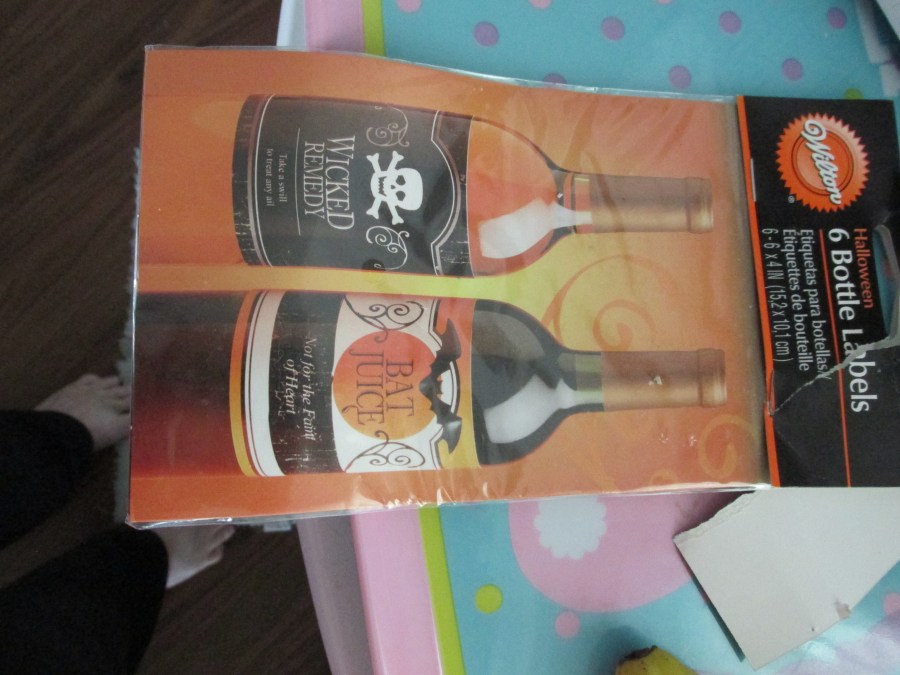 Wilton
®
Halloween
6 Bottle Labels
Etiquetas para botellas/
Étiquettes de bouteille
6 - 6 x 4 IN (15,2 x 10,1 cm)
WICKED
REMEDY
Take a swill
to treat any ail
BAT
JUICE
Not for the Faint
of Heart